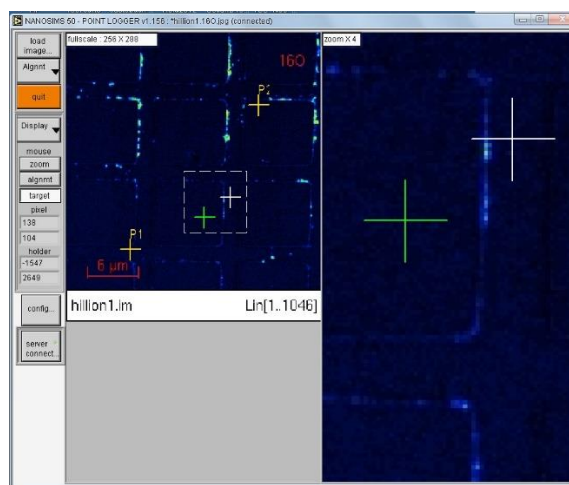 NANOSIMS 50 - POINT LOGGER v1.156 : "hillion1.16O.jpg (connected)
load
image...
Algnnt
quit
Display
mouse
zoom
algnmt
target
pixel
138
104
holder
-1547
2649
config...
server
connect...
fullscale : 256 X 288
16O
P2
P1
6 µm
hillion1.im
Lin[1..1046]
zoom X 4